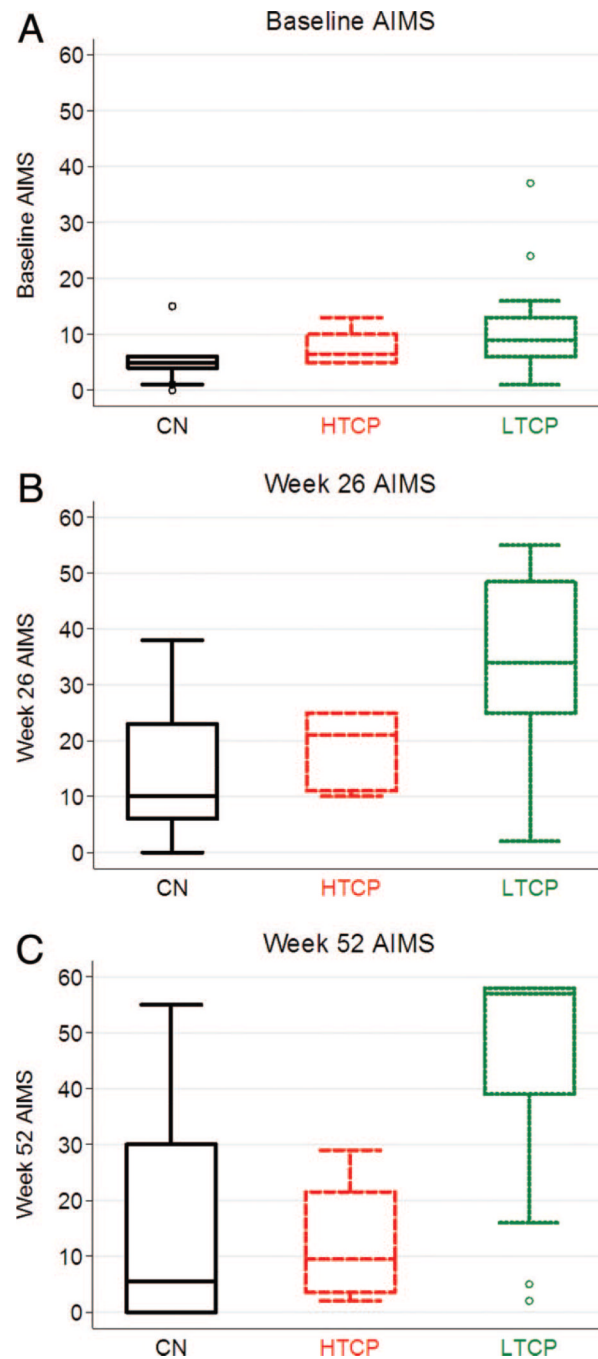 A
Baseline AIMS
Baseline AIMS
60
50
40
30
20
10
0
CN HTCP LTCP
B
Week 26 AIMS
Week 26 AIMS
60
50
40
30
20
10
0
CN HTCP LTCP
C
Week 52 AIMS
Week 52 AIMS
60
50
40
30
20
10
0
CN HTCP LTCP